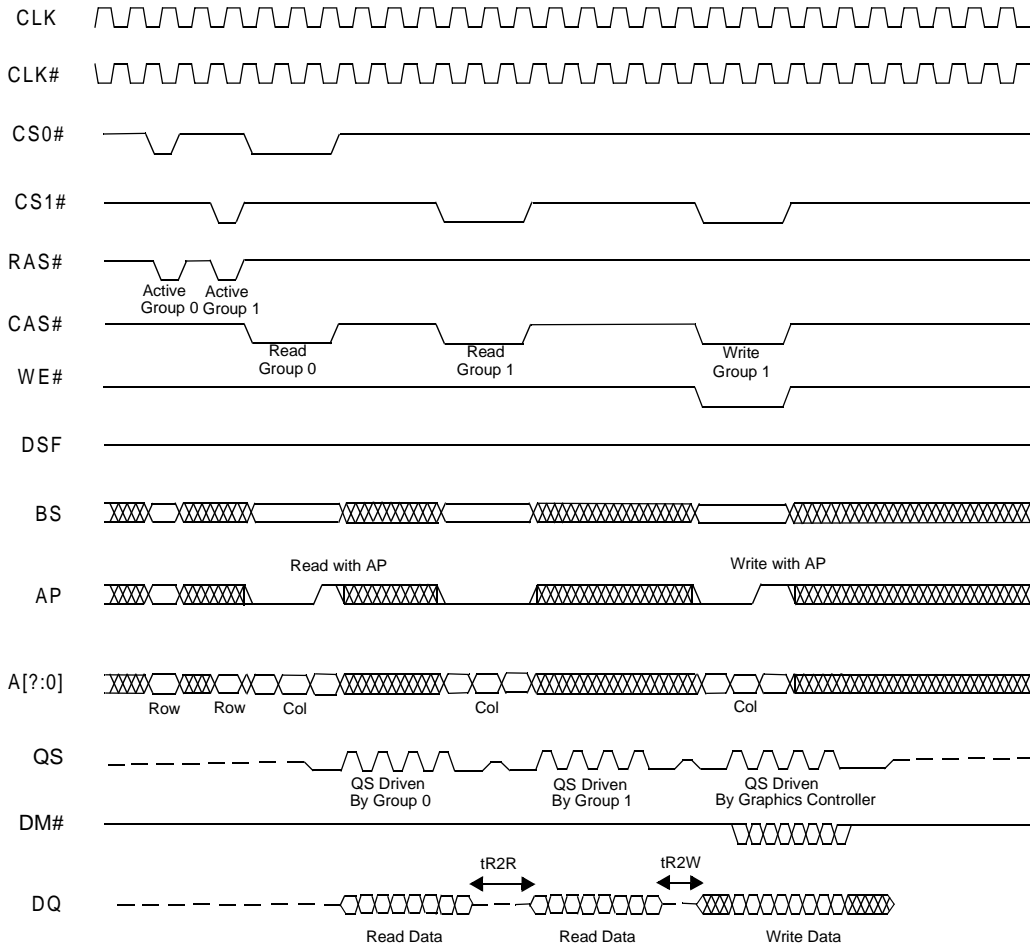 CLK
CLK#
CS0#
CS1#
RAS#
Active
Group 0
Active
Group 1
CAS#
Read
Group 0
Read
Group 1
Write
Group 1
WE#
DSF
BS
Read with AP
Write with AP
AP
A[?:0]
Row
Row
Col
Col
Col
QS
QS Driven
By Group 0
QS Driven
By Group 1
QS Driven
By Graphics Controller
DM#
tR2R
tR2W
DQ
Read Data
Read Data
Write Data